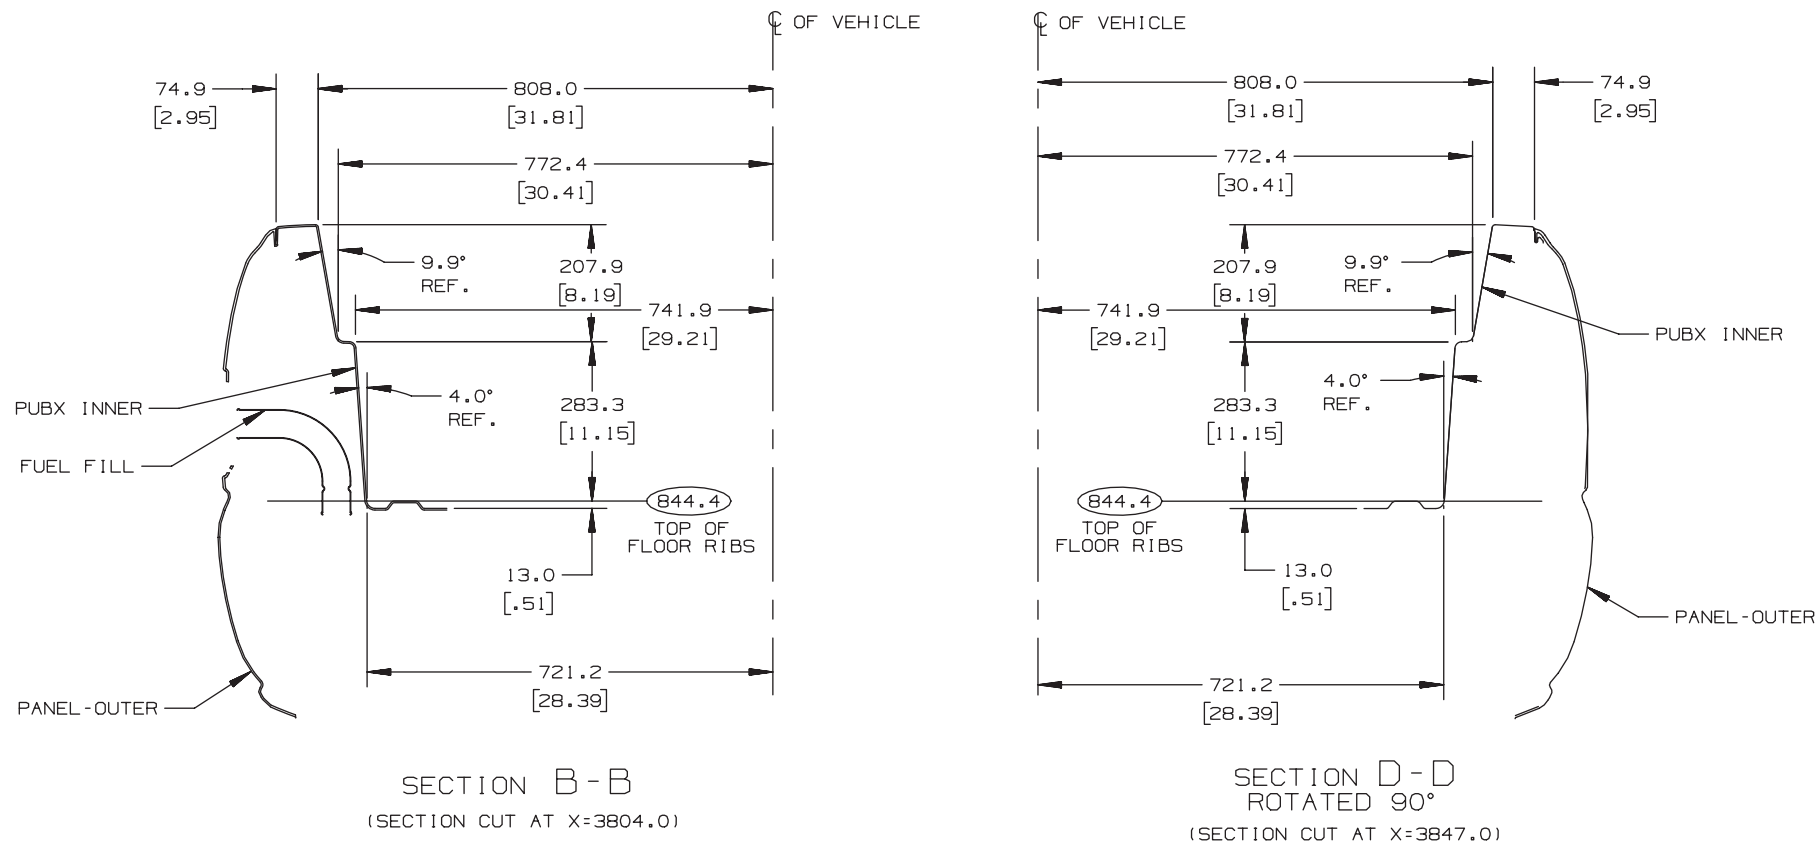 ℄ OF VEHICLE
74.9
[2.95]
808.0
[31.81]
772.4
[30.41]
9.9°
REF.
207.9
[8.19]
741.9
[29.21]
PUBX INNER
4.0°
REF.
283.3
[11.15]
FUEL FILL
844.4
TOP OF
FLOOR RIBS
13.0
[.51]
721.2
[28.39]
PANEL-OUTER
SECTION B-B
(SECTION CUT AT X=3804.0)
℄ OF VEHICLE
808.0
[31.81]
74.9
[2.95]
772.4
[30.41]
207.9
[8.19]
9.9°
REF.
741.9
[29.21]
PUBX INNER
283.3
[11.15]
4.0°
REF.
844.4
TOP OF
FLOOR RIBS
13.0
[.51]
PANEL-OUTER
721.2
[28.39]
SECTION D-D
ROTATED 90°
(SECTION CUT AT X=3847.0)